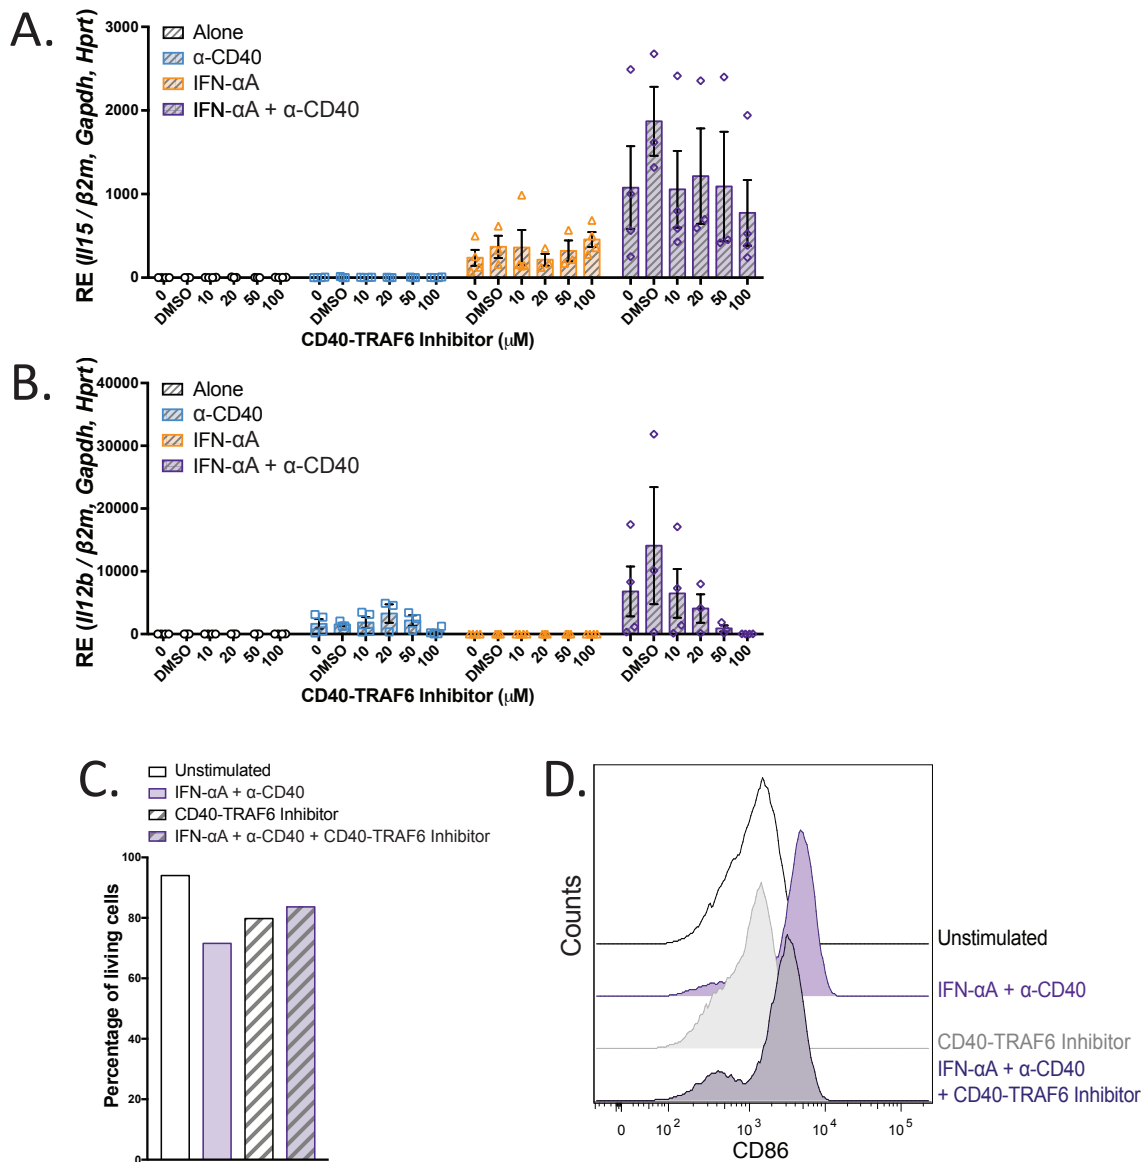 A.
Alone
α-CD40
IFN-αA
IFN-αA + α-CD40
RE (Il15 / β2m, Gapdh, Hprt)
3000
2000
1000
0
0 DMSO 10 20 50 100 0 DMSO 10 20 50 100 0 DMSO 10 20 50 100 0 DMSO 10 20 50 100
CD40-TRAF6 Inhibitor (μM)
B.
Alone
α-CD40
IFN-αA
IFN-αA + α-CD40
RE (Il12b / β2m, Gapdh, Hprt)
40000
30000
20000
10000
0
0 DMSO 10 20 50 100 0 DMSO 10 20 50 100 0 DMSO 10 20 50 100 0 DMSO 10 20 50 100
CD40-TRAF6 Inhibitor (μM)
C.
Unstimulated
IFN-αA + α-CD40
CD40-TRAF6 Inhibitor
IFN-αA + α-CD40 + CD40-TRAF6 Inhibitor
Percentage of living cells
100
80
60
40
20
0
D.
Counts
Unstimulated
IFN-αA + α-CD40
CD40-TRAF6 Inhibitor
IFN-αA + α-CD40
+ CD40-TRAF6 Inhibitor
0 10² 10³ 10⁴ 10⁵
CD86